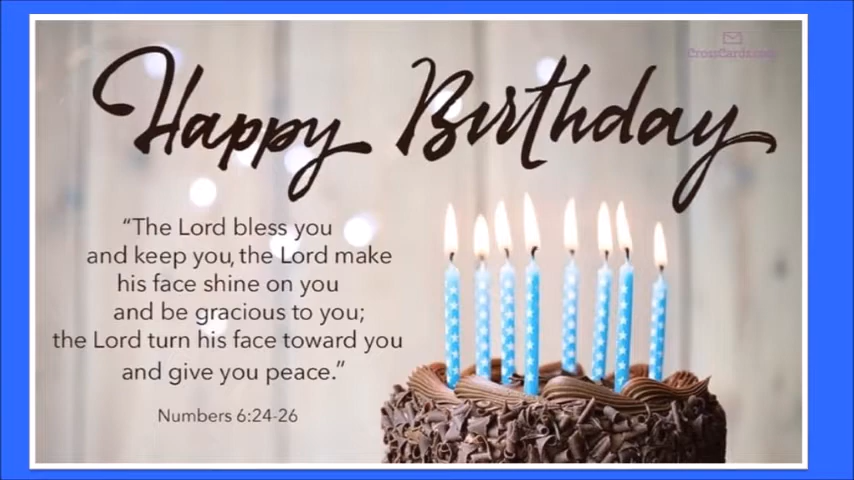 CrossCards.com
Happy Birthday
“The Lord bless you
and keep you, the Lord make
his face shine on you
and be gracious to you;
the Lord turn his face toward you
and give you peace.”
Numbers 6:24-26